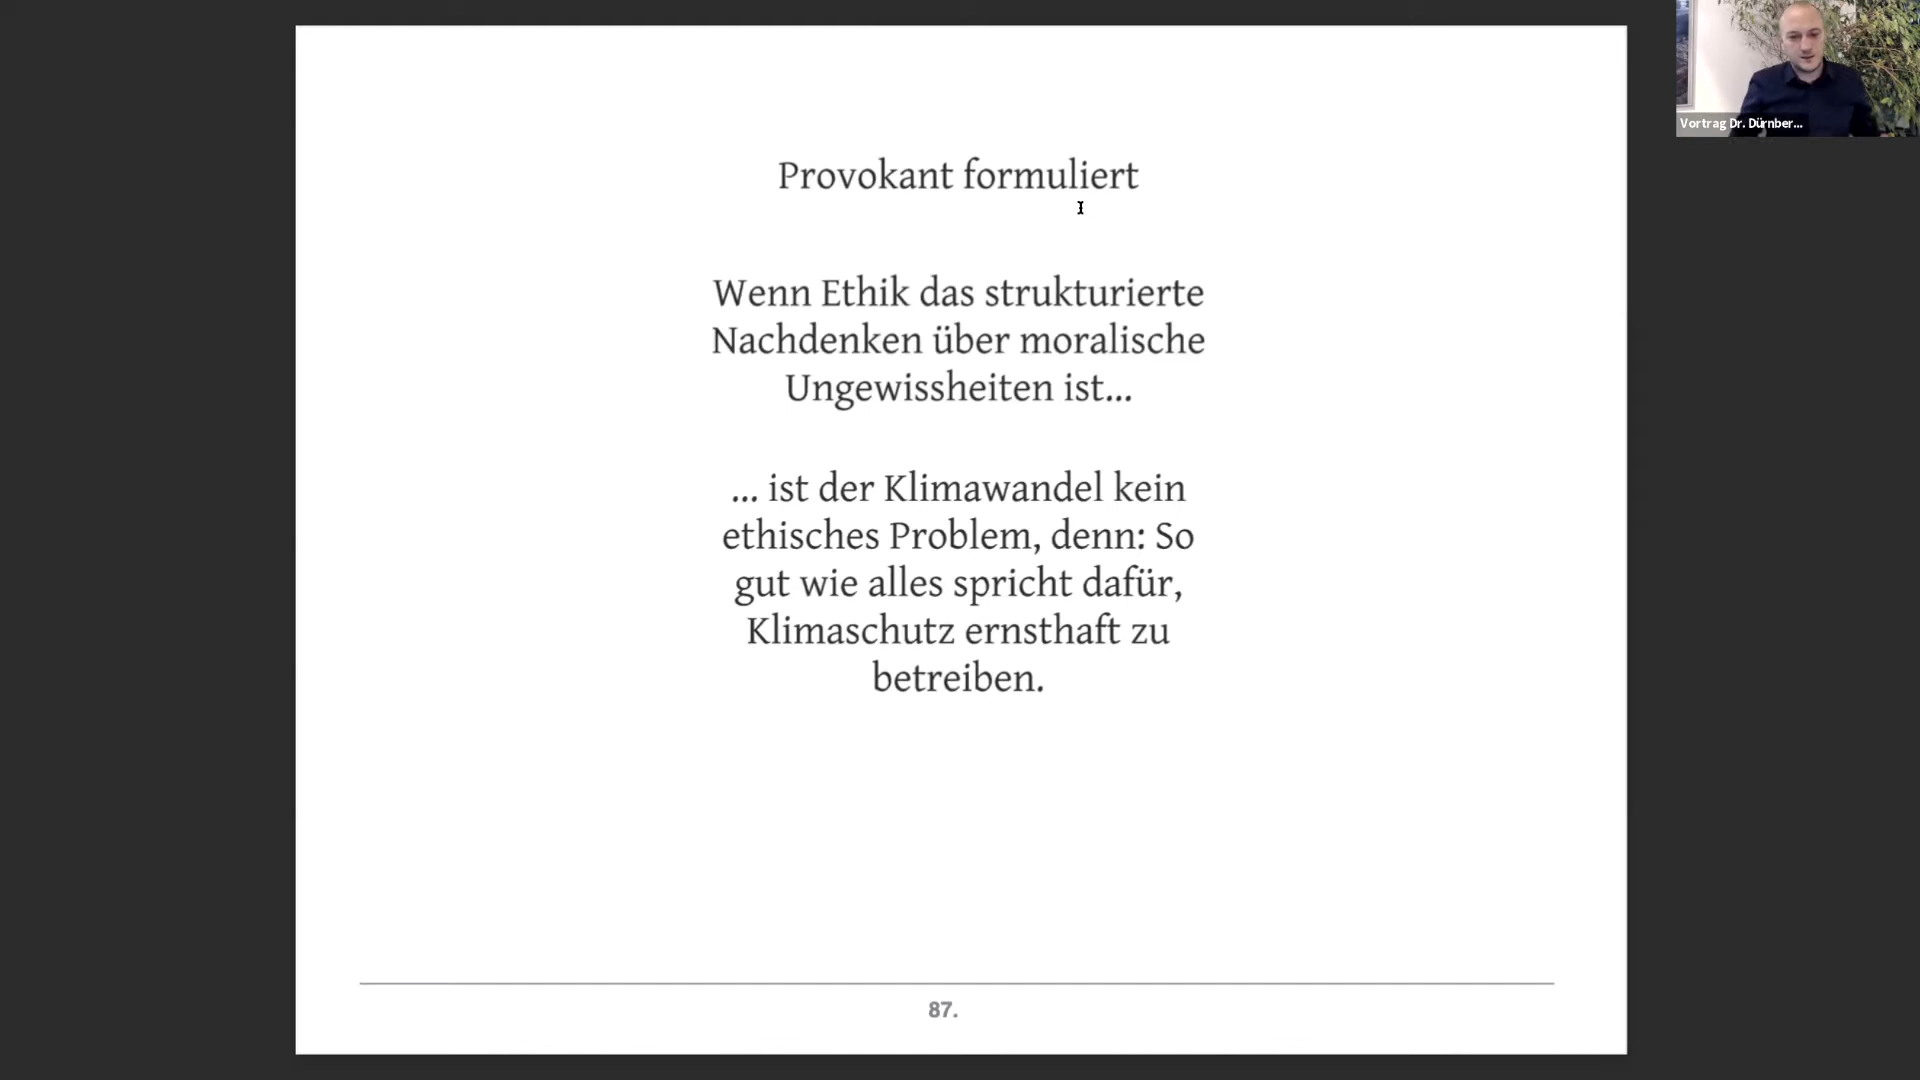 Provokant formuliert
Wenn Ethik das strukturierte
Nachdenken über moralische
Ungewissheiten ist...
... ist der Klimawandel kein
ethisches Problem, denn: So
gut wie alles spricht dafür,
Klimaschutz ernsthaft zu
betreiben.
87.
Vortrag Dr. Dürnber...